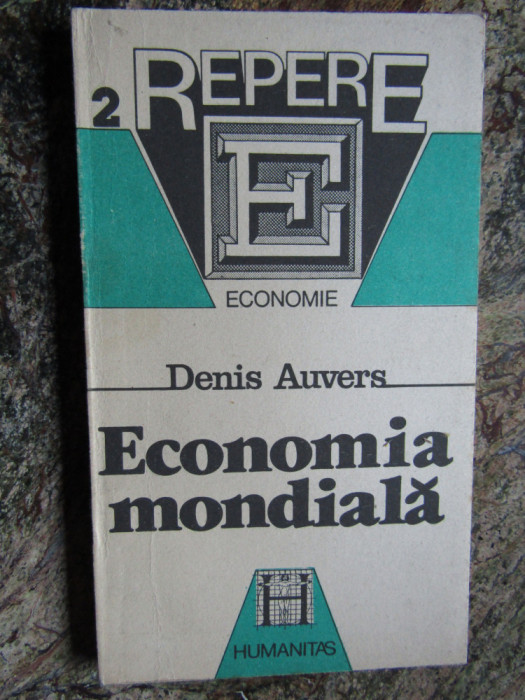 2 REPERE
E
ECONOMIE
Denis Auvers
Economia
mondială
H
HUMANITAS